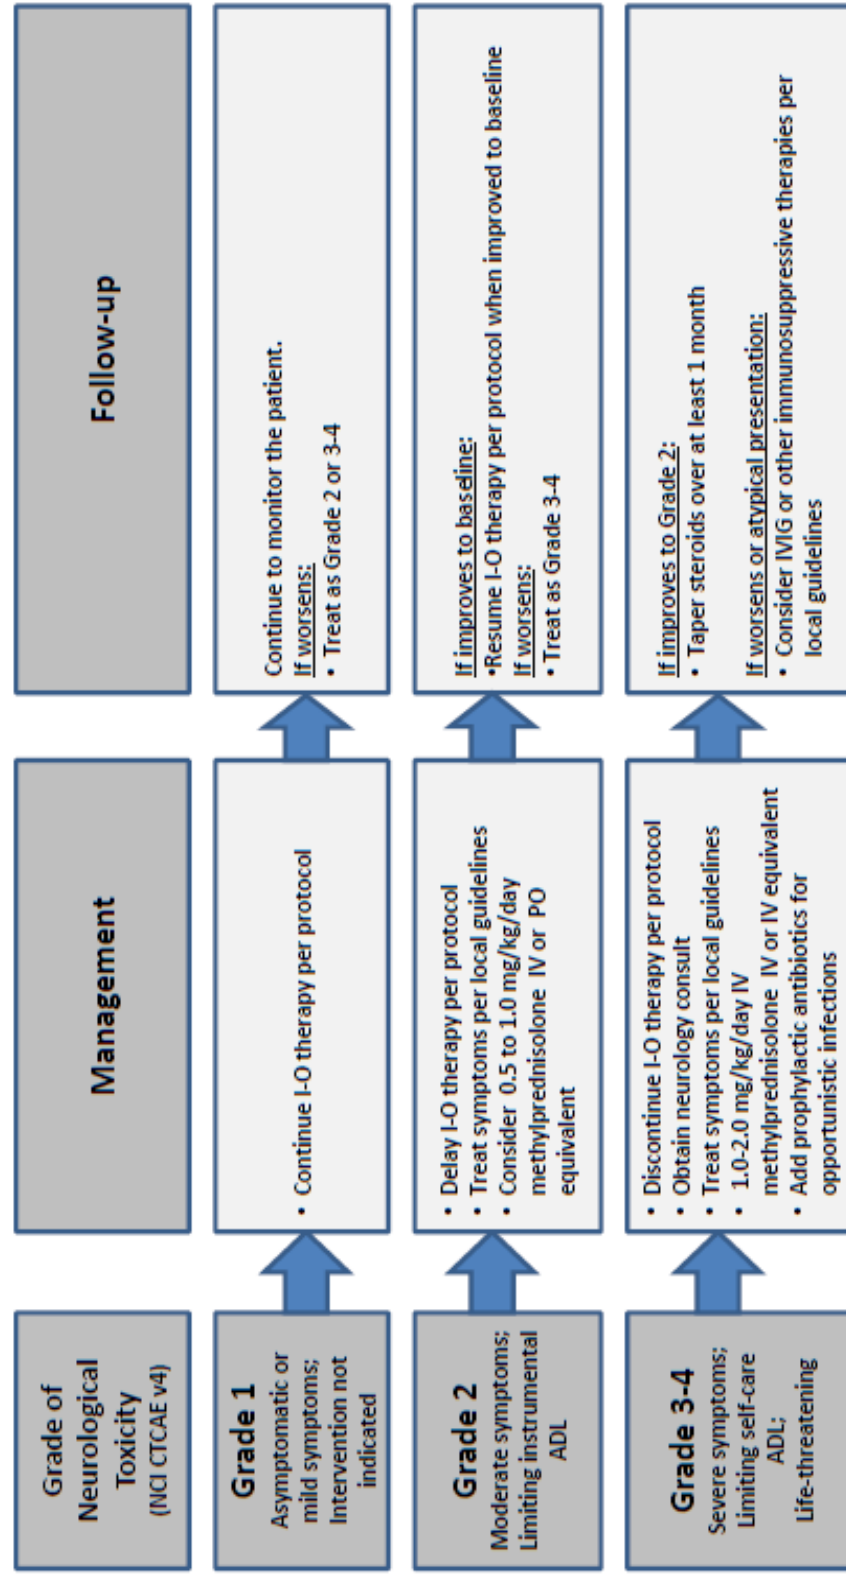 Grade of
Neurological
Toxicity
(NCI CTCAE v4)
Management
Follow-up
Grade 1
Asymptomatic or
mild symptoms;
Intervention not
indicated
• Continue I-O therapy per protocol
Continue to monitor the patient.
If worsens:
• Treat as Grade 2 or 3-4
Grade 2
Moderate symptoms;
Limiting instrumental
ADL
• Delay I-O therapy per protocol
• Treat symptoms per local guidelines
• Consider 0.5 to 1.0 mg/kg/day
methylprednisolone IV or PO
equivalent
If improves to baseline:
•Resume I-O therapy per protocol when improved to baseline
If worsens:
• Treat as Grade 3-4
Grade 3-4
Severe symptoms;
Limiting self-care
ADL;
Life-threatening
• Discontinue I-O therapy per protocol
• Obtain neurology consult
• Treat symptoms per local guidelines
• 1.0-2.0 mg/kg/day IV
methylprednisolone IV or IV equivalent
• Add prophylactic antibiotics for
opportunistic infections
If improves to Grade 2:
• Taper steroids over at least 1 month
If worsens or atypical presentation:
• Consider IVIG or other immunosuppressive therapies per
local guidelines